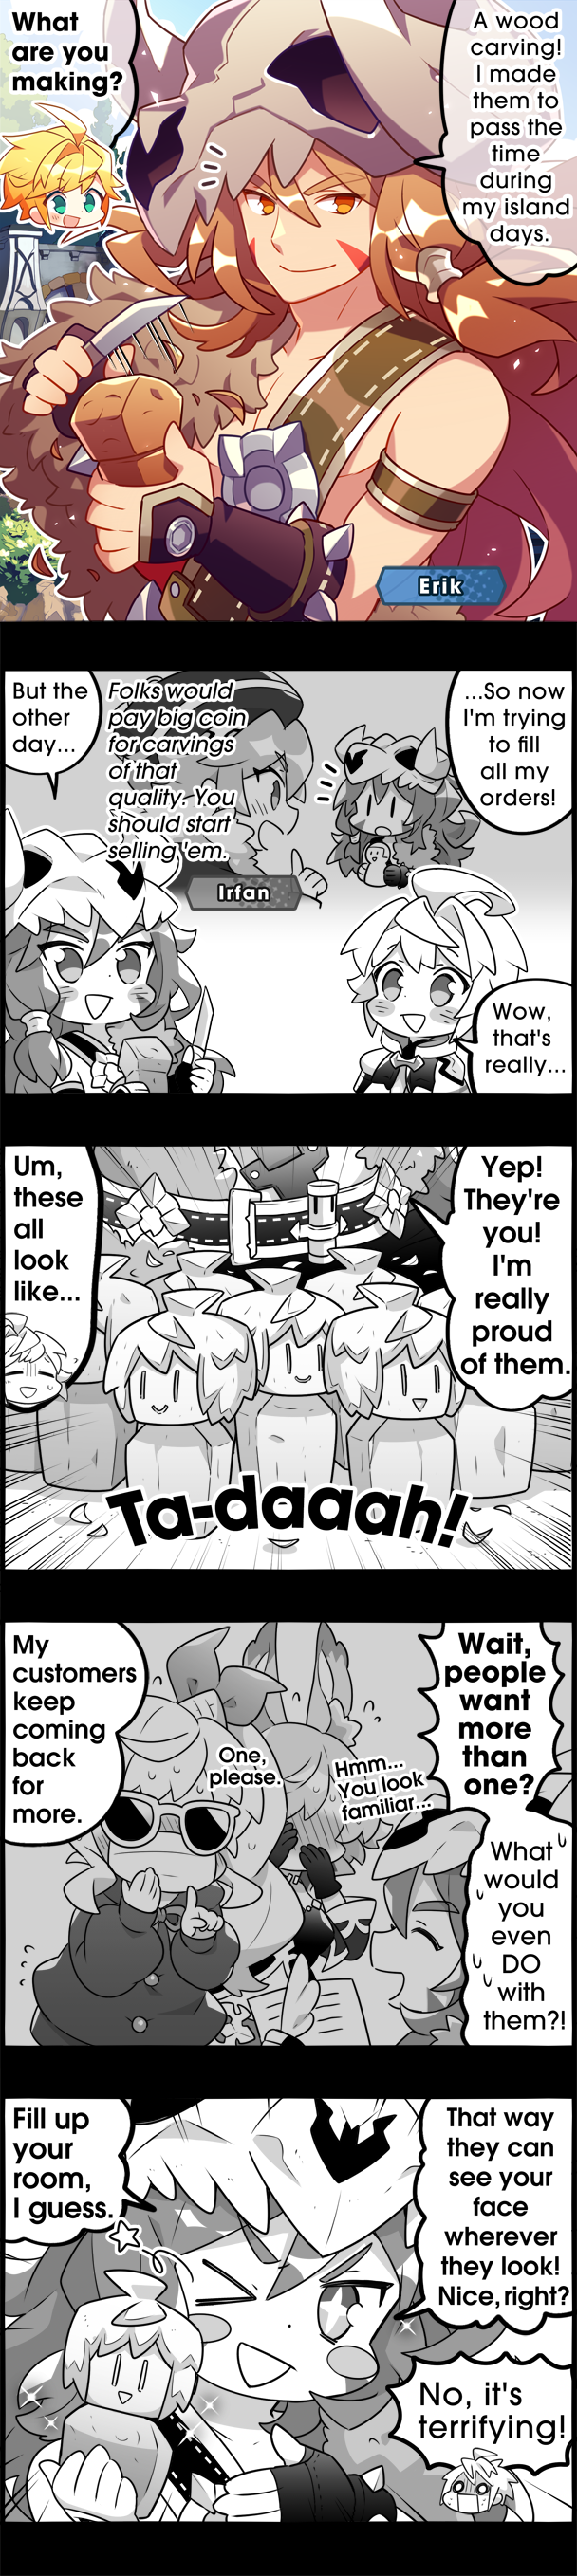 What
are you
making?
A wood
carving!
I made
them to
pass the
time
during
my island
days.
Erik
But the
other
day...
Folks would
pay big coin
for carvings
of that
quality. You
should start
selling 'em.
Irfan
...So now
I'm trying
to fill
all my
orders!
Wow,
that's
really...
Um,
these
all
look
like...
Yep!
They're
you!
I'm
really
proud
of them.
Ta-daaah!
My
customers
keep
coming
back
for
more.
One,
please.
Hmm...
You look
familiar...
Wait,
people
want
more
than
one?
What
would
you
even
DO
with
them?!
Fill up
your
room,
I guess.
That way
they can
see your
face
wherever
they look!
Nice, right?
No, it's
terrifying!